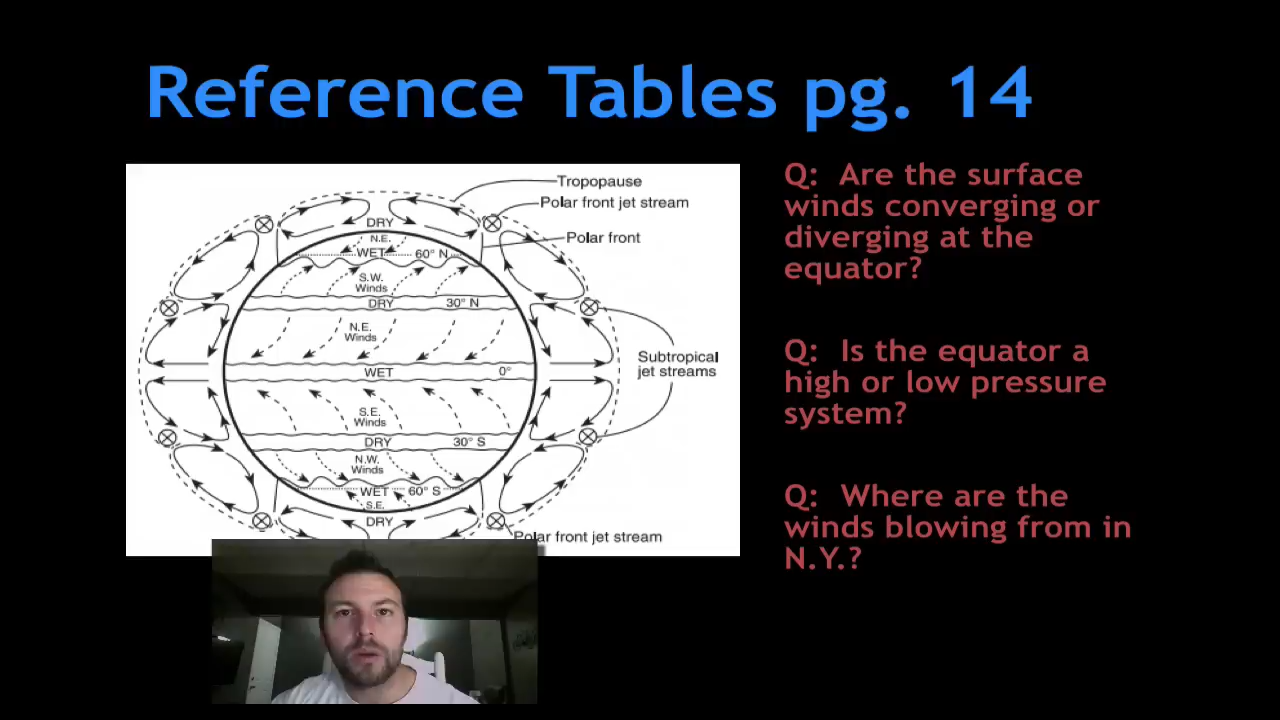 Reference Tables pg. 14
Tropopause
Polar front jet stream
Polar front
DRY
N.E.
WET
60° N
S.W.
Winds
DRY
30° N
N.E.
Winds
WET
0°
Subtropical
jet streams
S.E.
Winds
DRY
30° S
N.W.
Winds
WET
60° S
S.E.
DRY
Polar front jet stream
Q: Are the surface
winds converging or
diverging at the
equator?
Q: Is the equator a
high or low pressure
system?
Q: Where are the
winds blowing from in
N.Y.?